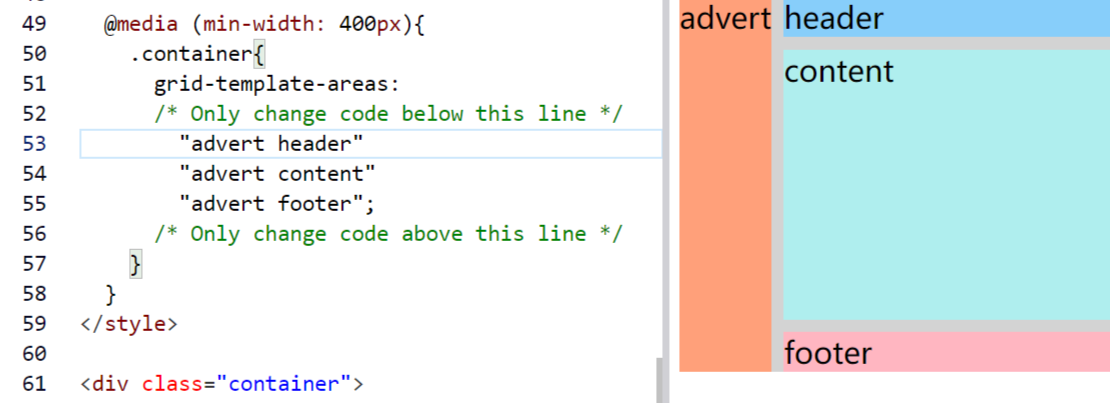 49 @media (min-width: 400px){
50 .container{
51 grid-template-areas:
52 /* Only change code below this line */
53 "advert header"
54 "advert content"
55 "advert footer";
56 /* Only change code above this line */
57 }
58 }
59 </style>
60
61 <div class="container">
advert
header
content
footer